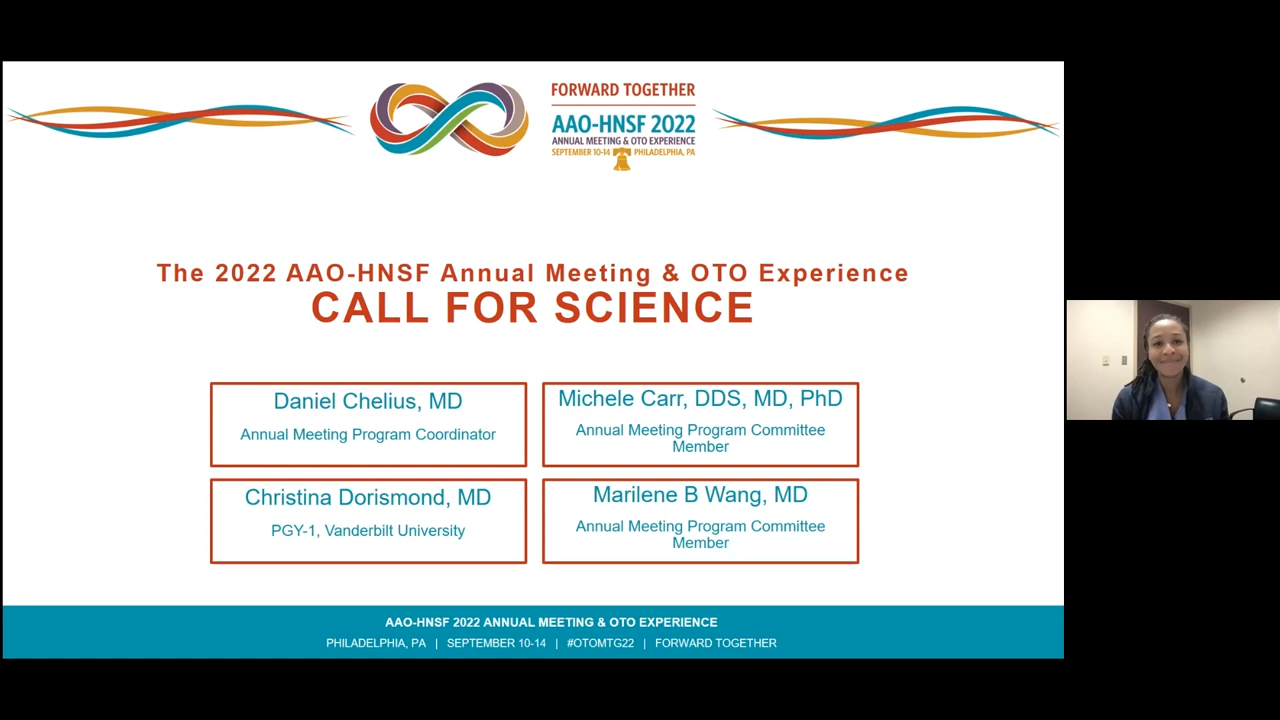 FORWARD TOGETHER
AAO-HNSF 2022
ANNUAL MEETING & OTO EXPERIENCE
SEPTEMBER 10-14 PHILADELPHIA, PA
The 2022 AAO-HNSF Annual Meeting & OTO Experience
CALL FOR SCIENCE
Daniel Chelius, MD
Annual Meeting Program Coordinator
Michele Carr, DDS, MD, PhD
Annual Meeting Program Committee
Member
Christina Dorismond, MD
PGY-1, Vanderbilt University
Marilene B Wang, MD
Annual Meeting Program Committee
Member
AAO-HNSF 2022 ANNUAL MEETING & OTO EXPERIENCE
PHILADELPHIA, PA | SEPTEMBER 10-14 | #OTOMTG22 | FORWARD TOGETHER